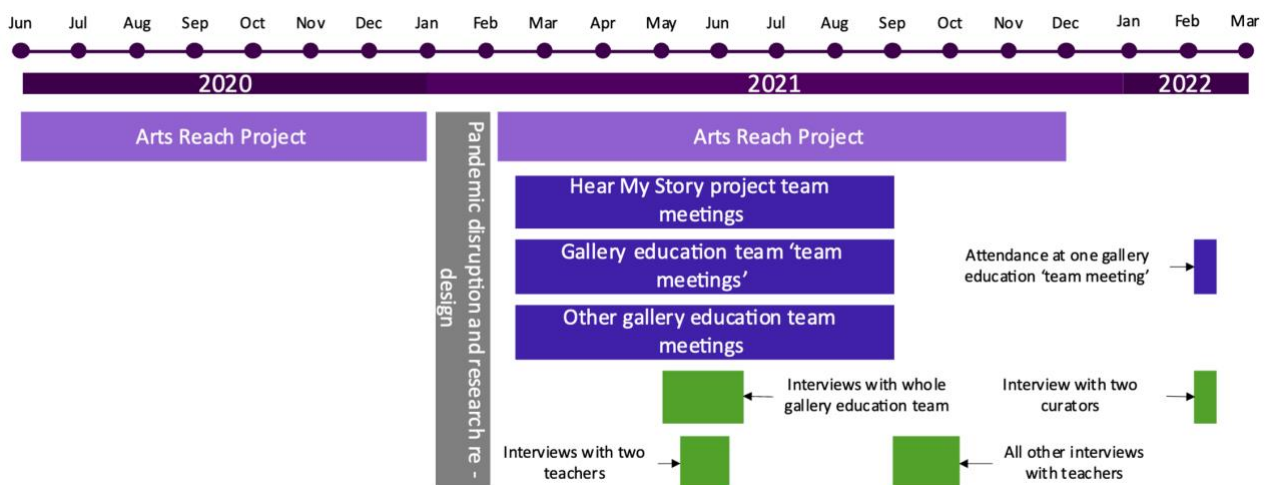 Jun Jul Aug Sep Oct Nov Dec Jan Feb Mar Apr May Jun Jul Aug Sep Oct Nov Dec Jan Feb Mar
2020 2021 2022
Arts Reach Project
Pandemic disruption and research re -
design
Arts Reach Project
Hear My Story project team
meetings
Gallery education team ‘team
meetings’
Attendance at one gallery
education ‘team meeting’
Other gallery education team
meetings
Interviews with whole
gallery education team
Interview with two
curators
Interviews with two
teachers
All other interviews
with teachers